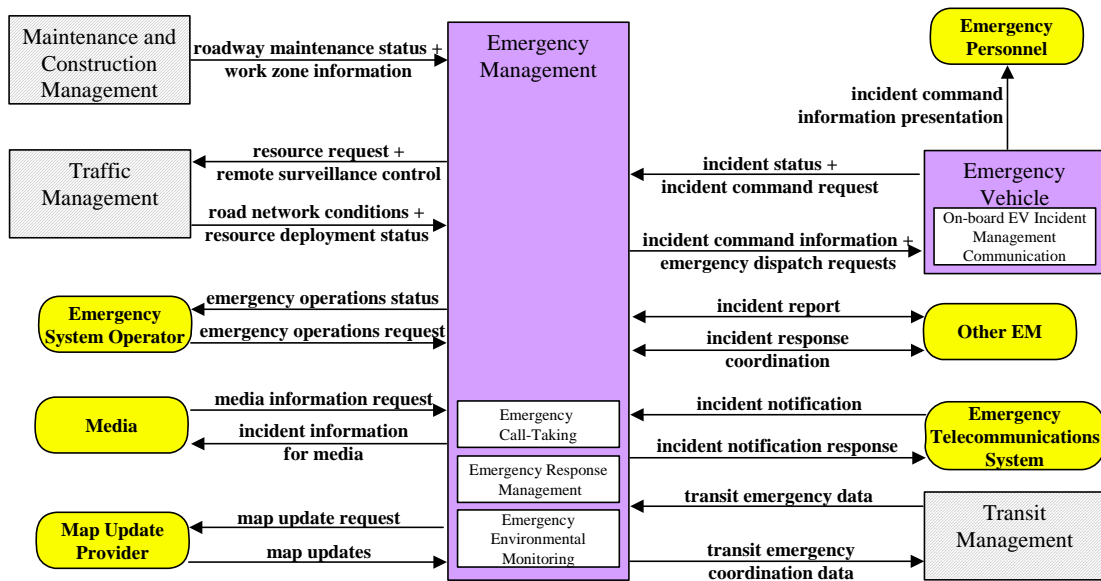 Maintenance and
Construction
Management
roadway maintenance status +
work zone information
Emergency
Management
Emergency
Personnel
incident command
information presentation
Traffic
Management
resource request +
remote surveillance control
road network conditions +
resource deployment status
incident status +
incident command request
Emergency
Vehicle
On-board EV Incident
Management
Communication
incident command information +
emergency dispatch requests
Emergency
System Operator
emergency operations status
emergency operations request
incident report
incident response
coordination
Other EM
Media
media information request
incident information
for media
Emergency
Call-Taking
incident notification
incident notification response
Emergency
Telecommunications
System
Emergency Response
Management
Map Update
Provider
map update request
map updates
Emergency
Environmental
Monitoring
transit emergency data
transit emergency
coordination data
Transit
Management